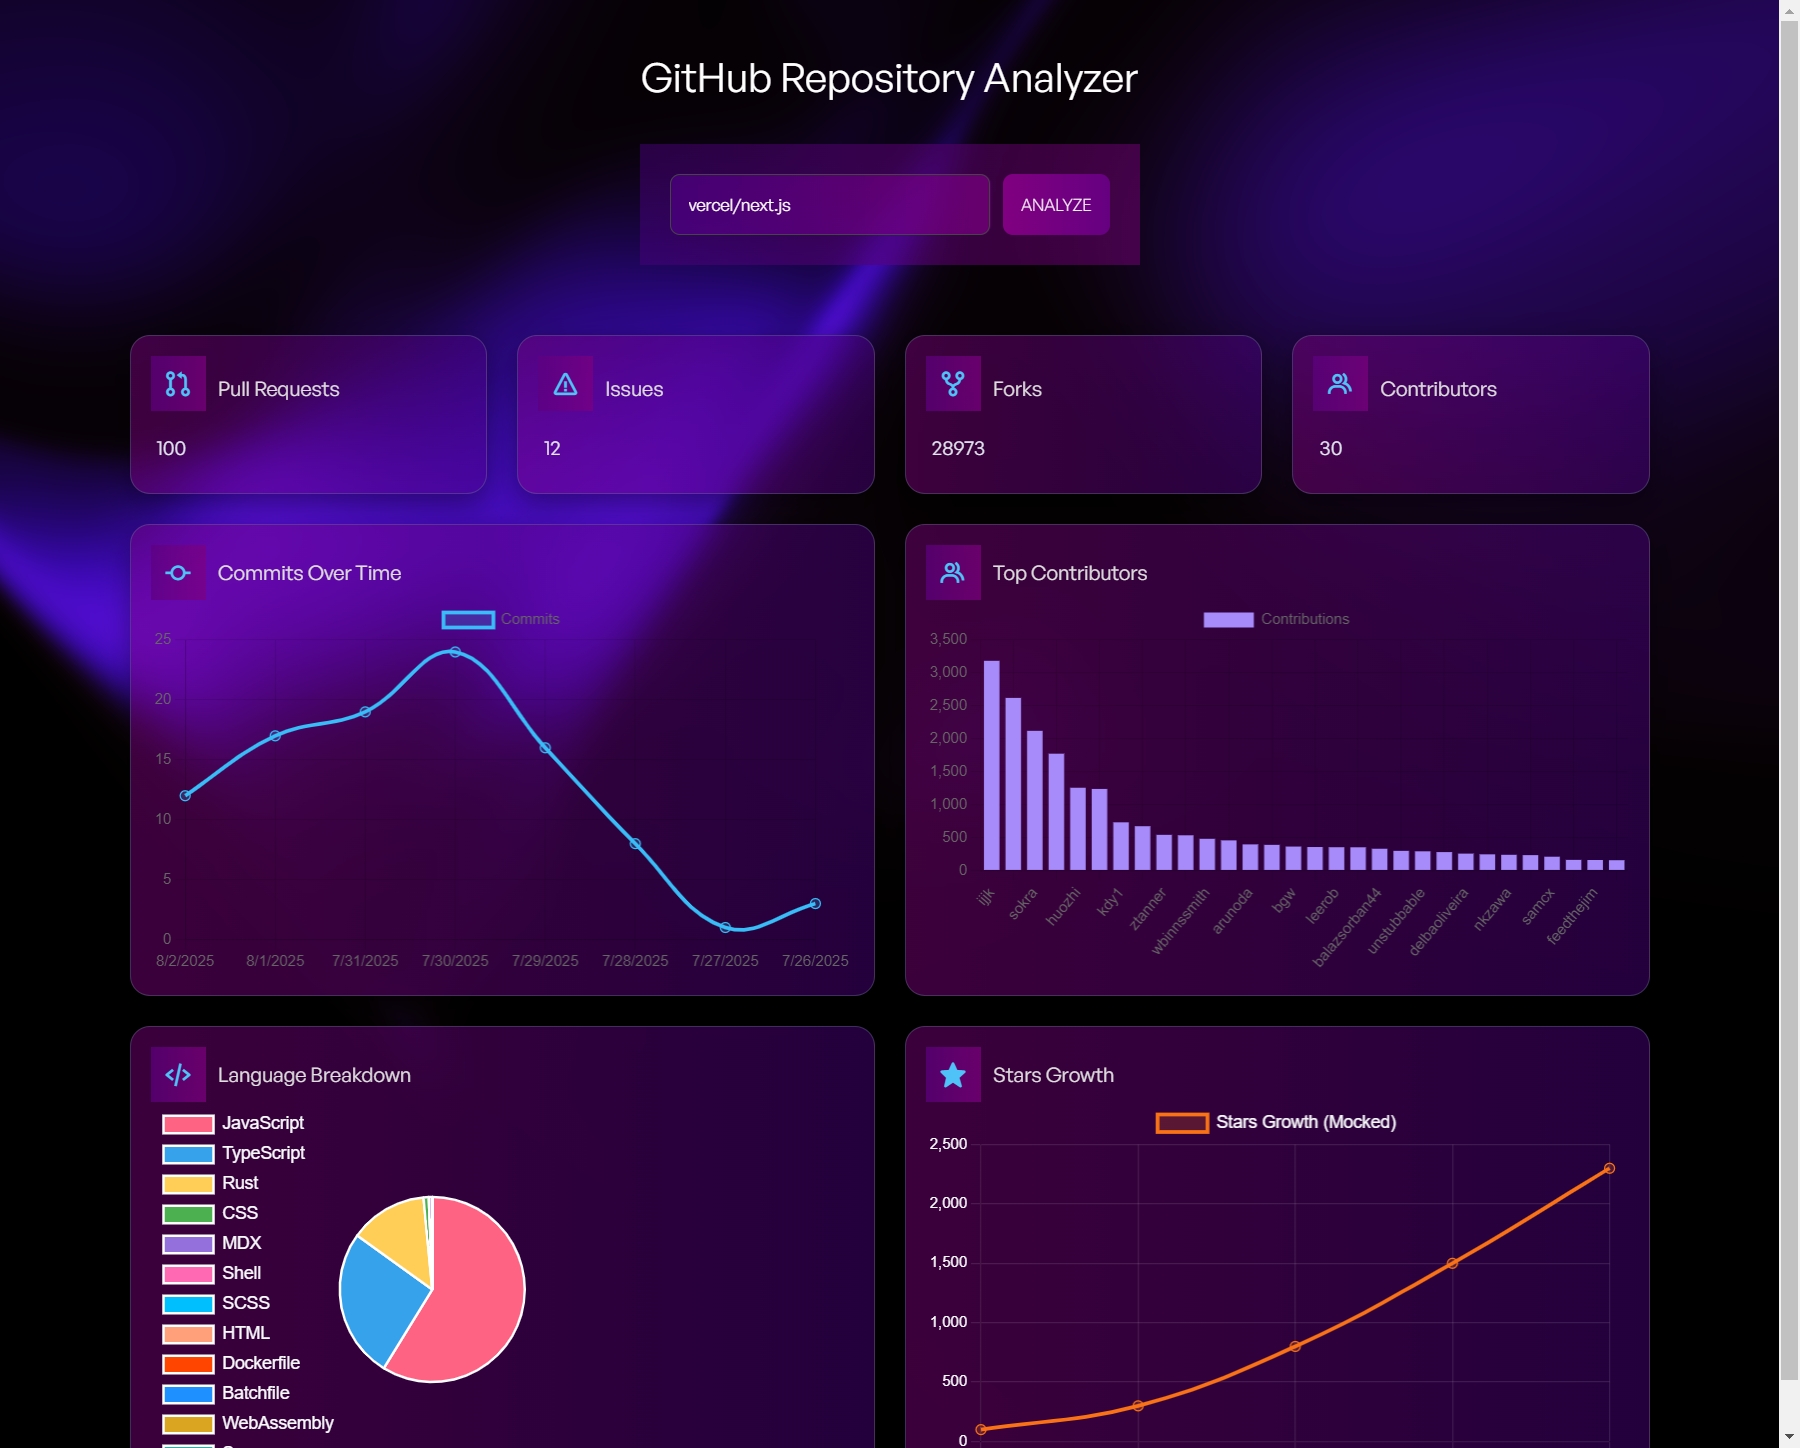 GitHub Repository Analyzer
vercel/next.js
ANALYZE
Pull Requests
100
Issues
12
Forks
28973
Contributors
30
Commits Over Time
Commits
25
20
15
10
5
0
8/2/2025
8/1/2025
7/31/2025
7/30/2025
7/29/2025
7/28/2025
7/27/2025
7/26/2025
Top Contributors
Contributions
3,500
3,000
2,500
2,000
1,500
1,000
500
0
ijjk
sokra
huozhi
kdy1
ztanner
wbinnssmith
arunoda
bgw
leerob
balazsorban44
unstubbable
delbaoliveira
nkzawa
samcx
feedthejim
Language Breakdown
JavaScript
TypeScript
Rust
CSS
MDX
Shell
SCSS
HTML
Dockerfile
Batchfile
WebAssembly
Stars Growth
Stars Growth (Mocked)
2,500
2,000
1,500
1,000
500
0